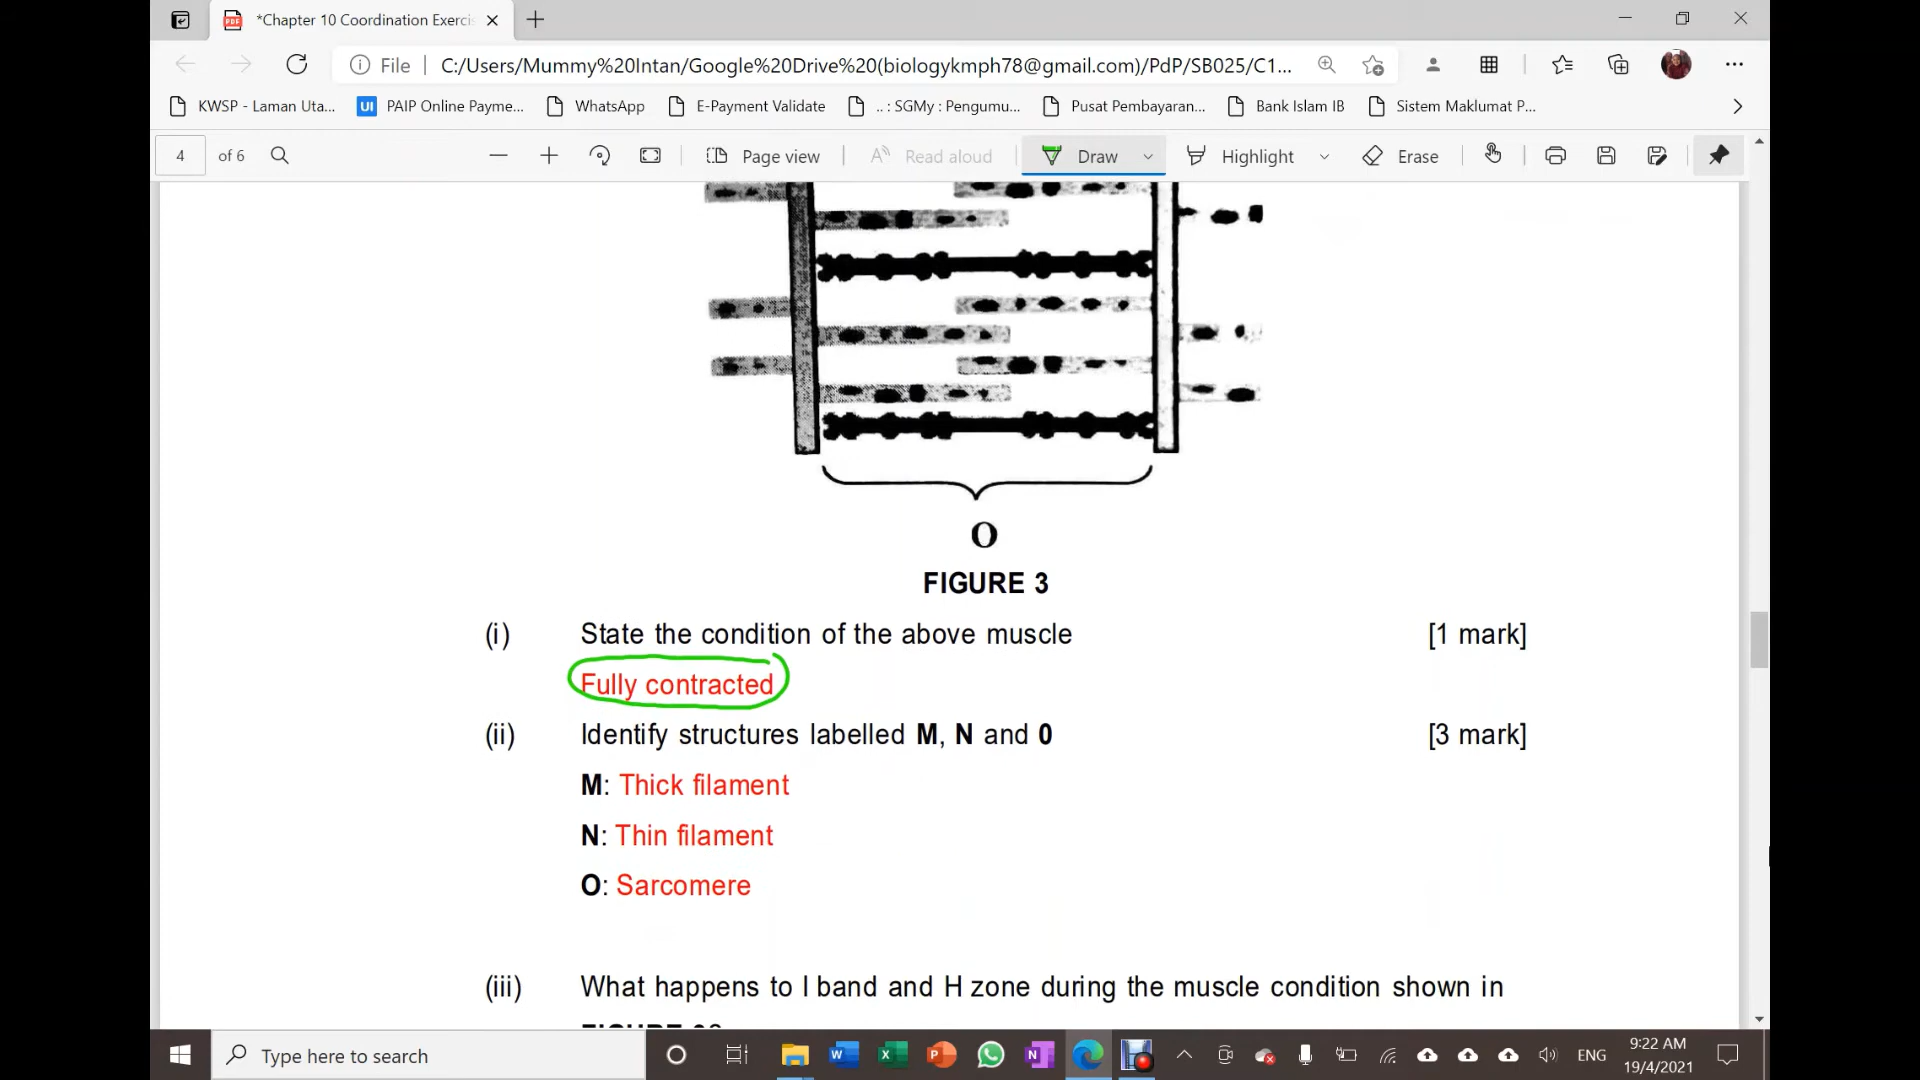 *Chapter 10 Coordination Exerci
File C:/Users/Mummy%20Intan/Google%20Drive%20(biologykmph78@gmail.com)/PdP/SB025/C1...
KWSP - Laman Uta... UI PAIP Online Payme... WhatsApp E-Payment Validate .. : SGMy : Pengumu... Pusat Pembayaran... Bank Islam IB Sistem Maklumat P...
4 of 6 Page view Read aloud Draw Highlight Erase
O
FIGURE 3
(i) State the condition of the above muscle [1 mark]
Fully contracted
(ii) Identify structures labelled M, N and 0 [3 mark]
M: Thick filament
N: Thin filament
O: Sarcomere
(iii) What happens to I band and H zone during the muscle condition shown in
Type here to search ENG 9:22 AM
19/4/2021